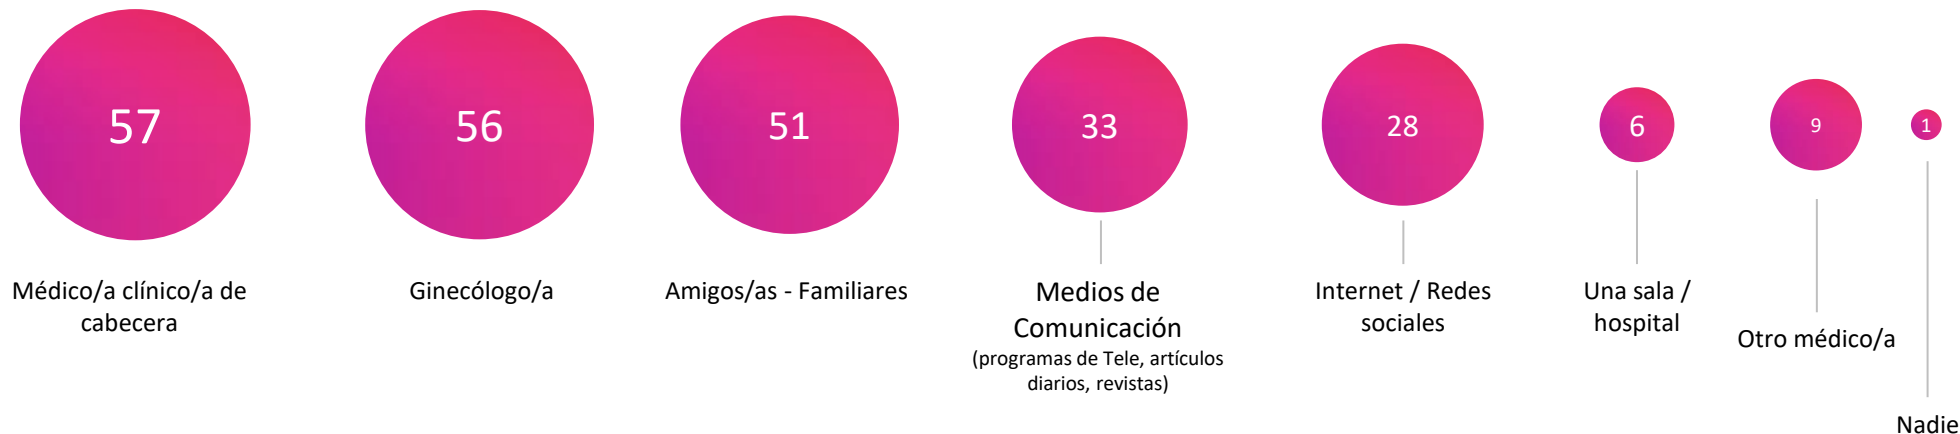 57
56
51
33
28
6
9
1
Médico/a clínico/a de
cabecera
Ginecólogo/a
Amigos/as - Familiares
Medios de
Comunicación
(programas de Tele, artículos
diarios, revistas)
Internet / Redes
sociales
Una sala /
hospital
Otro médico/a
Nadie